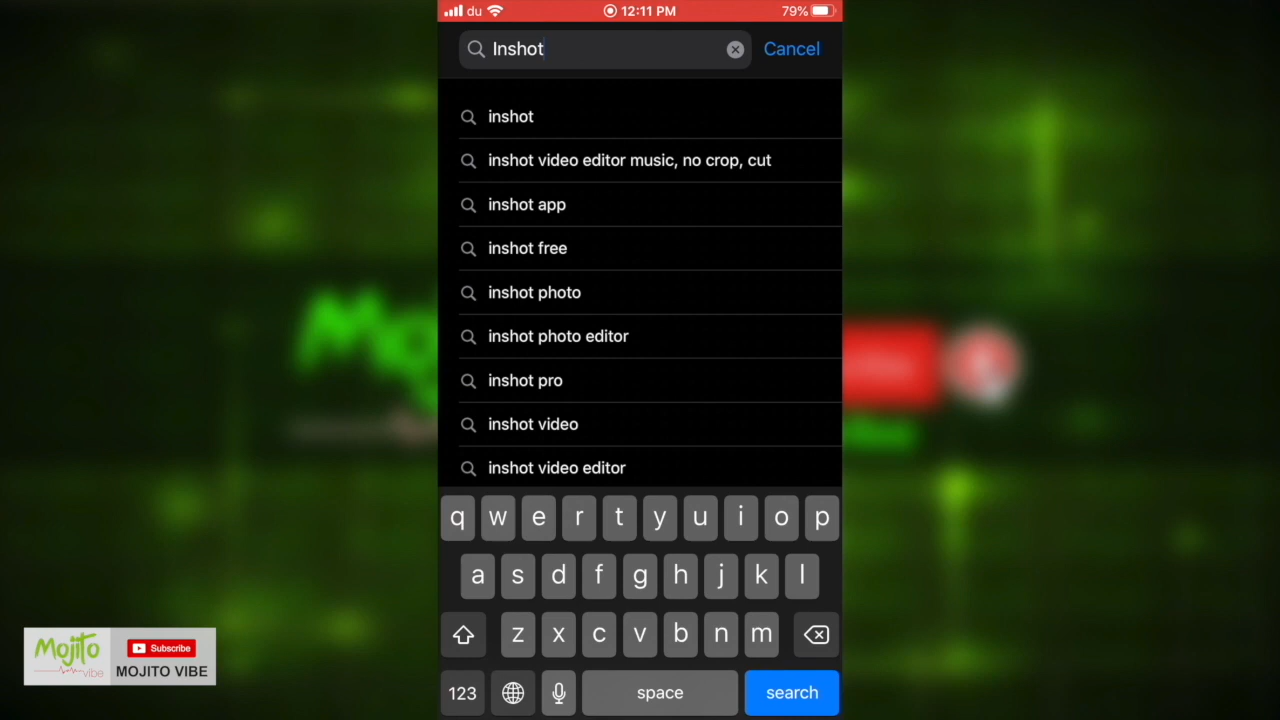 du 12:11 PM 79%
Inshot Cancel
inshot
inshot video editor music, no crop, cut
inshot app
inshot free
inshot photo
inshot photo editor
inshot pro
inshot video
inshot video editor
q w e r t y u i o p
a s d f g h j k l
z x c v b n m
123 space search
Mojito
vibe
Subscribe
MOJITO VIBE